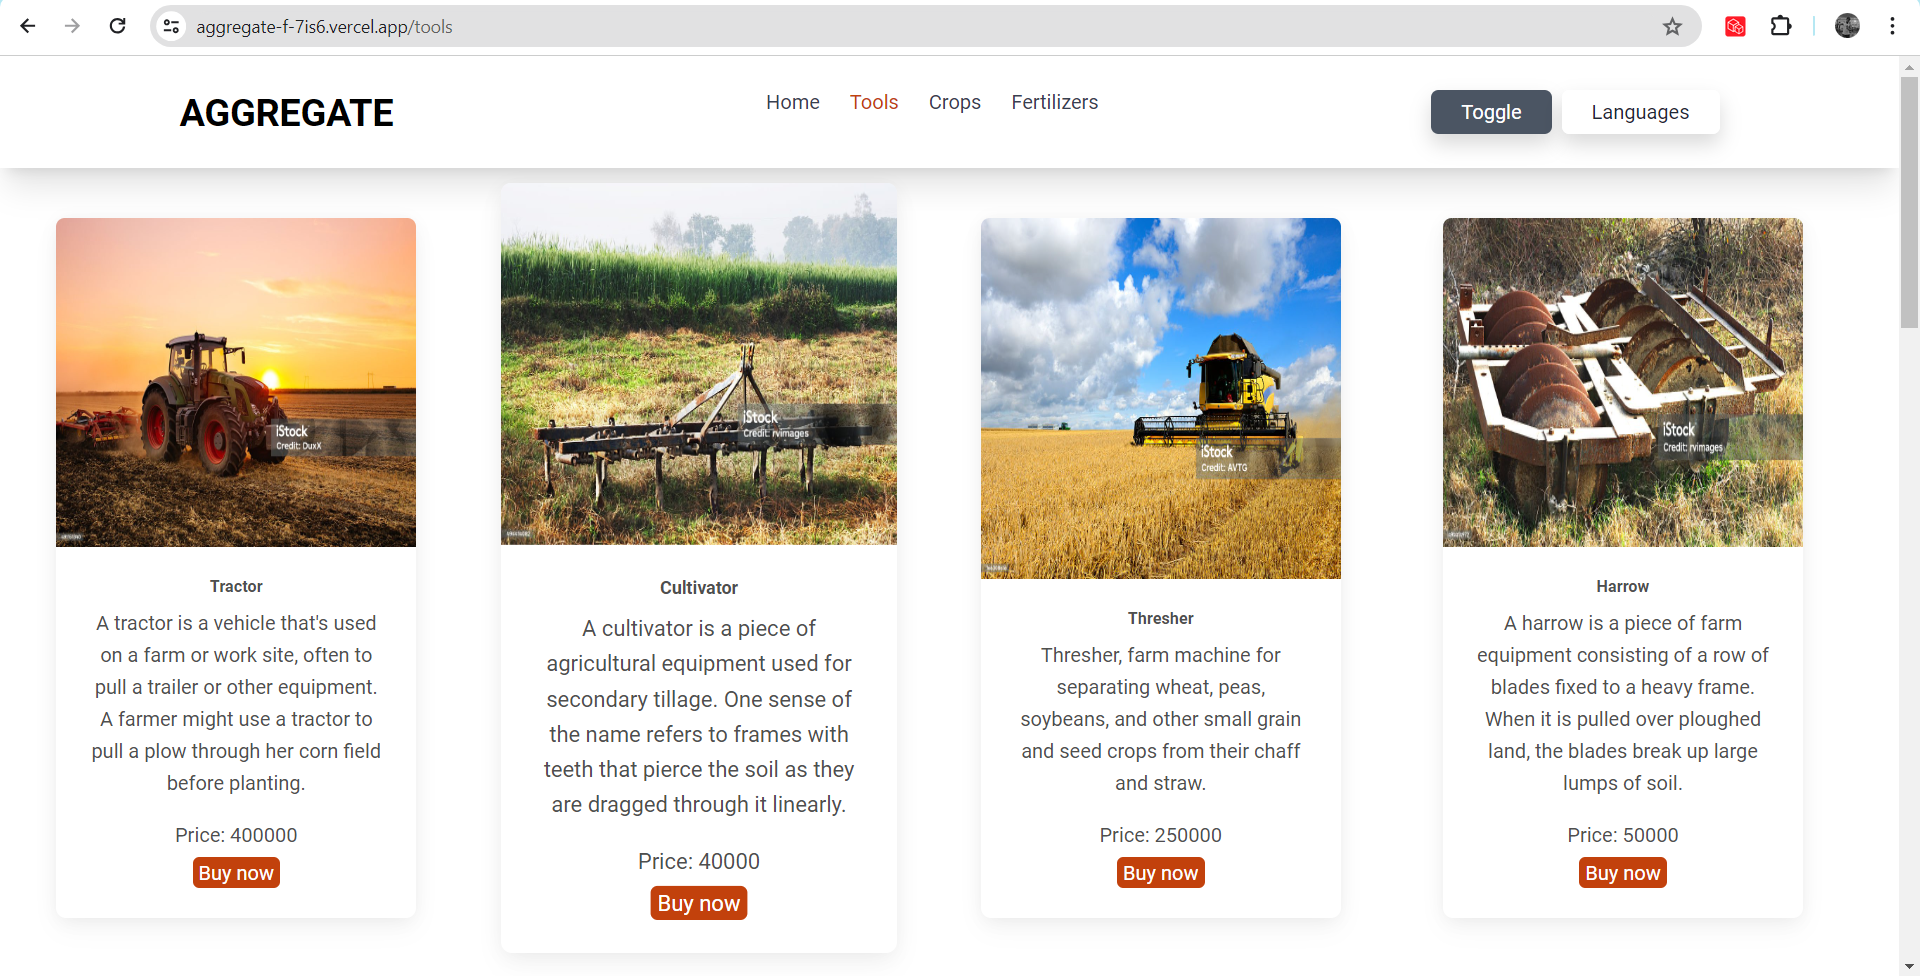 aggregate-f-7is6.vercel.app/tools
AGGREGATE
Home Tools Crops Fertilizers
Toggle Languages
iStock
Credit: DuxX
Tractor
A tractor is a vehicle that's used
on a farm or work site, often to
pull a trailer or other equipment.
A farmer might use a tractor to
pull a plow through her corn field
before planting.
Price: 400000
Buy now
iStock
Credit: rvimages
Cultivator
A cultivator is a piece of
agricultural equipment used for
secondary tillage. One sense of
the name refers to frames with
teeth that pierce the soil as they
are dragged through it linearly.
Price: 40000
Buy now
iStock
Credit: AVTG
Thresher
Thresher, farm machine for
separating wheat, peas,
soybeans, and other small grain
and seed crops from their chaff
and straw.
Price: 250000
Buy now
iStock
Credit: rvimages
Harrow
A harrow is a piece of farm
equipment consisting of a row of
blades fixed to a heavy frame.
When it is pulled over ploughed
land, the blades break up large
lumps of soil.
Price: 50000
Buy now